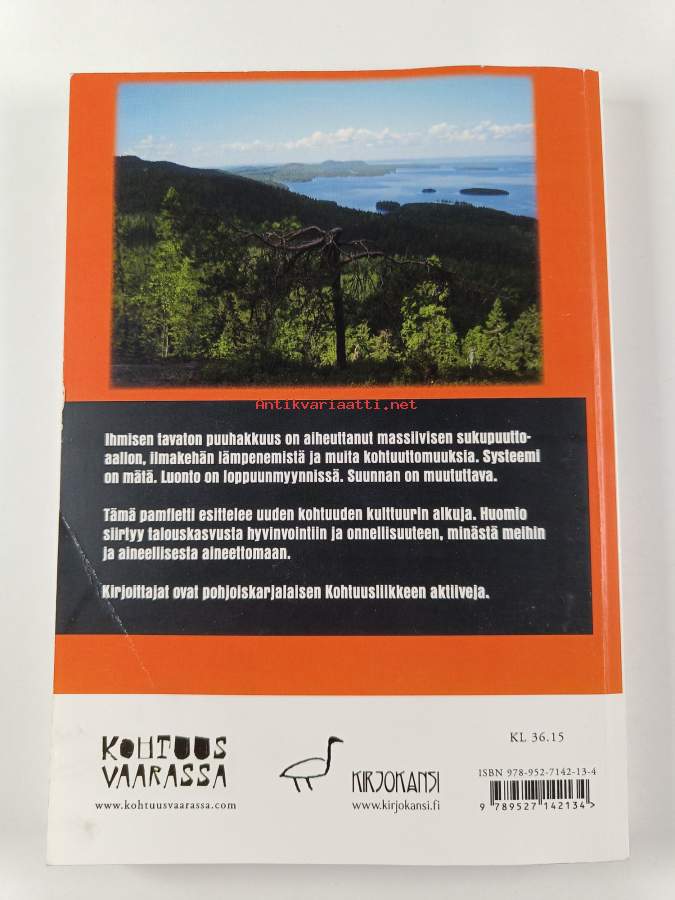 Antikvariaatti.net
Ihmisen tavaton puuhakkuus on aiheuttanut massiivisen sukupuutto-
aallon, ilmakehän lämpenemistä ja muita kohtuuttomuuksia. Systeemi
on mätä. Luonto on loppuunmyynnissä. Suunnan on muututtava.
Tämä pamfletti esittelee uuden kohtuuden kulttuurin alkuja. Huomio
siirtyy talouskasvusta hyvinvointiin ja onnellisuuteen, minästä meihin
ja aineellisesta aineettomaan.
Kirjoittajat ovat pohjoiskarjalaisen Kohtuusliikkeen aktiiveja.
KOHTUUS
VAARASSA
www.kohtuusvaarassa.com
KIRJOKANSI
www.kirjokansi.fi
KL 36.15
ISBN 978-952-7142-13-4
9 789527 142134>